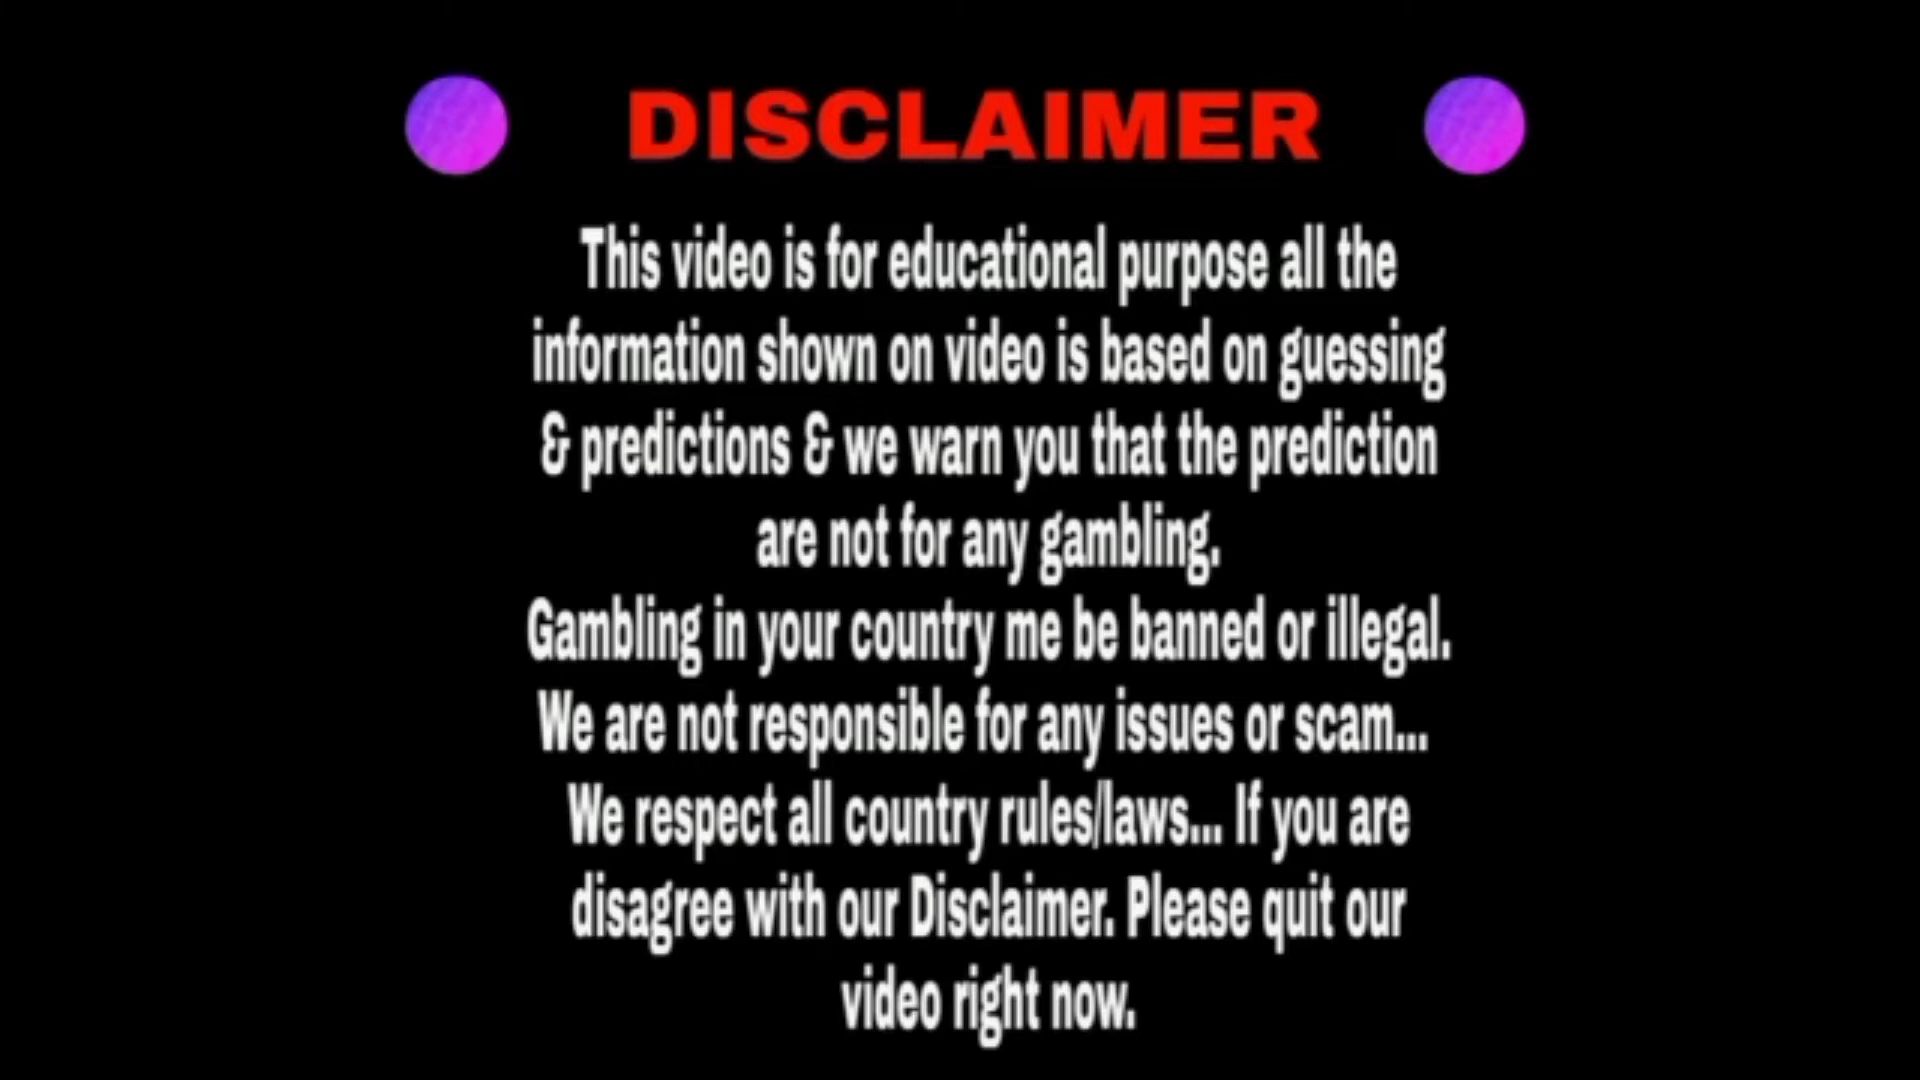 DISCLAIMER
This video is for educational purpose all the
information shown on video is based on guessing
& predictions & we warn you that the prediction
are not for any gambling.
Gambling in your country me be banned or illegal.
We are not responsible for any issues or scam...
We respect all country rules/laws... If you are
disagree with our Disclaimer. Please quit our
video right now.